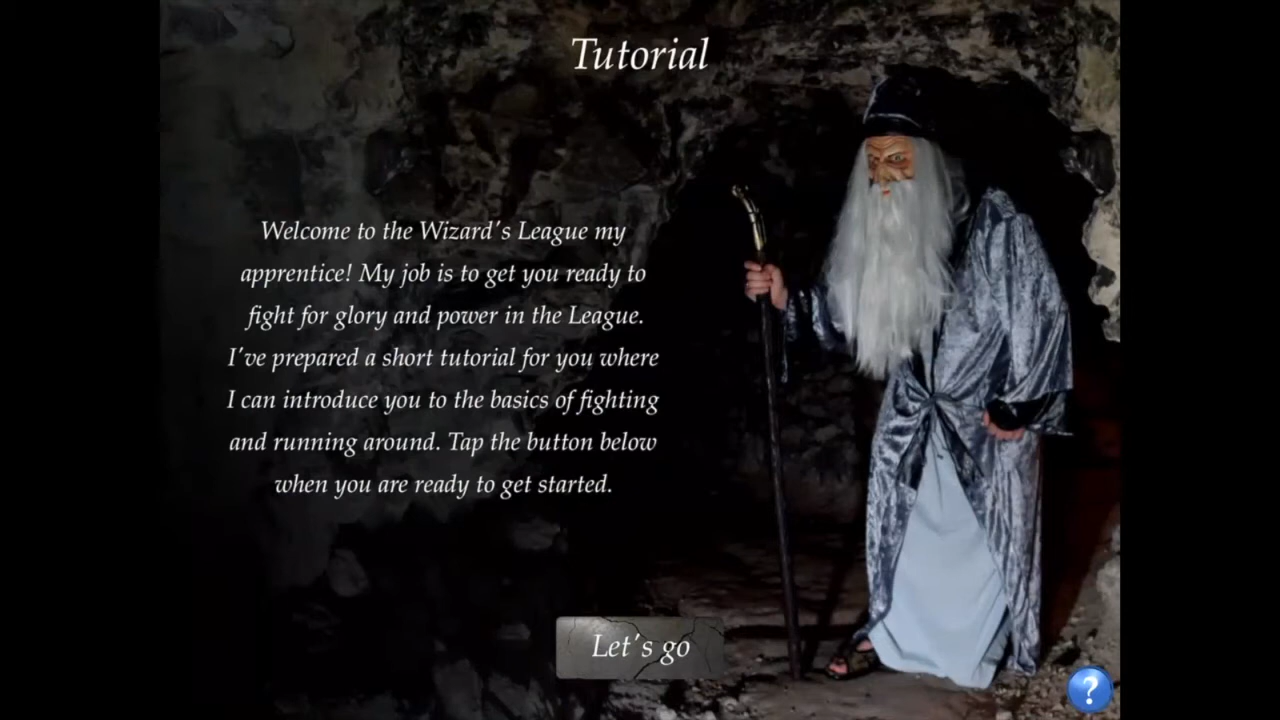 Tutorial
Welcome to the Wizard's League my
apprentice! My job is to get you ready to
fight for glory and power in the League.
I've prepared a short tutorial for you where
I can introduce you to the basics of fighting
and running around. Tap the button below
when you are ready to get started.
Let's go
?